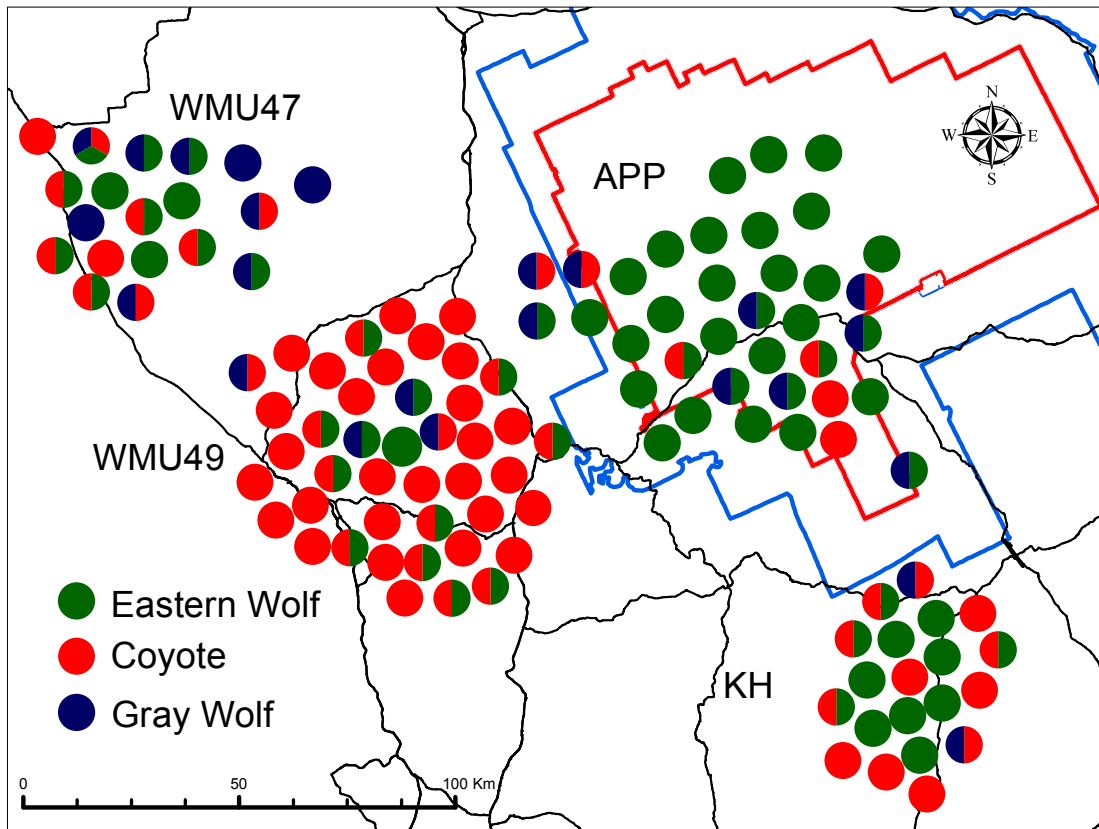 WMU47
N
W E
S
APP
WMU49
Eastern Wolf
Coyote
Gray Wolf
KH
0 50 100 Km